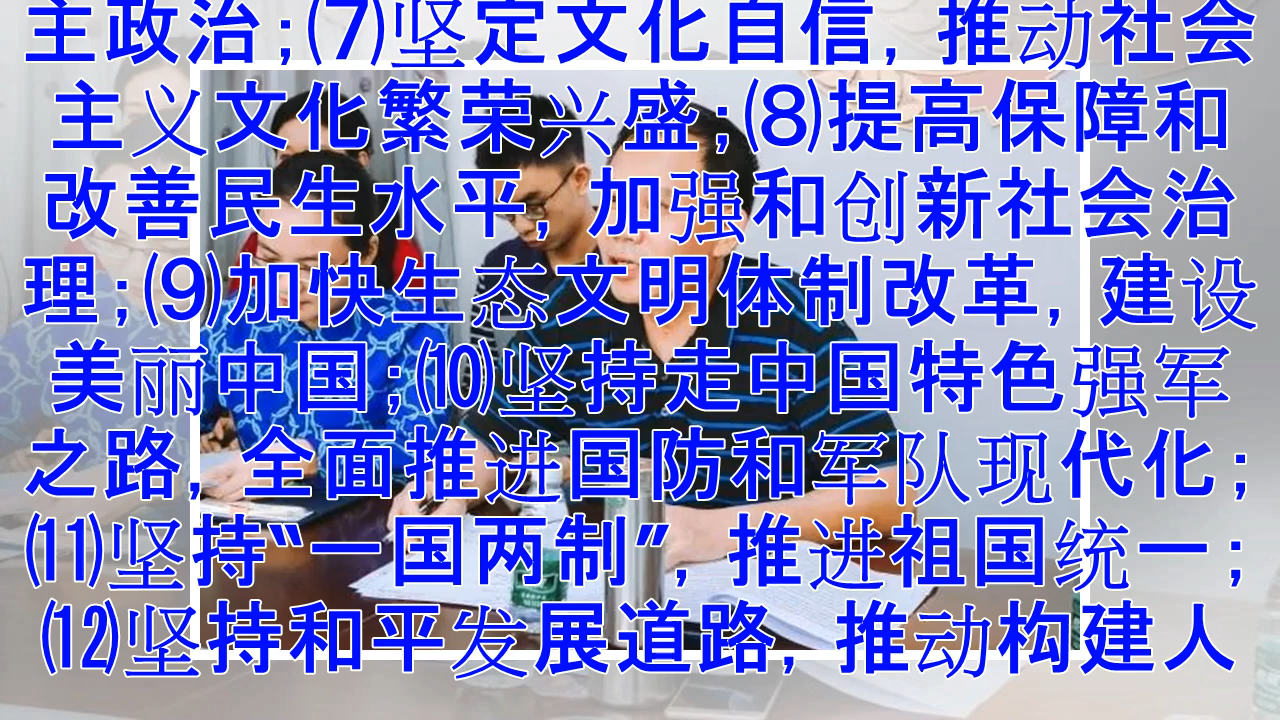 主政治;⑺坚定文化自信,推动社会
主义文化繁荣兴盛;⑻提高保障和
改善民生水平,加强和创新社会治
理;⑼加快生态文明体制改革,建设
美丽中国;⑽坚持走中国特色强军
之路,全面推进国防和军队现代化;
⑾坚持“一国两制”,推进祖国统一;
⑿坚持和平发展道路,推动构建人